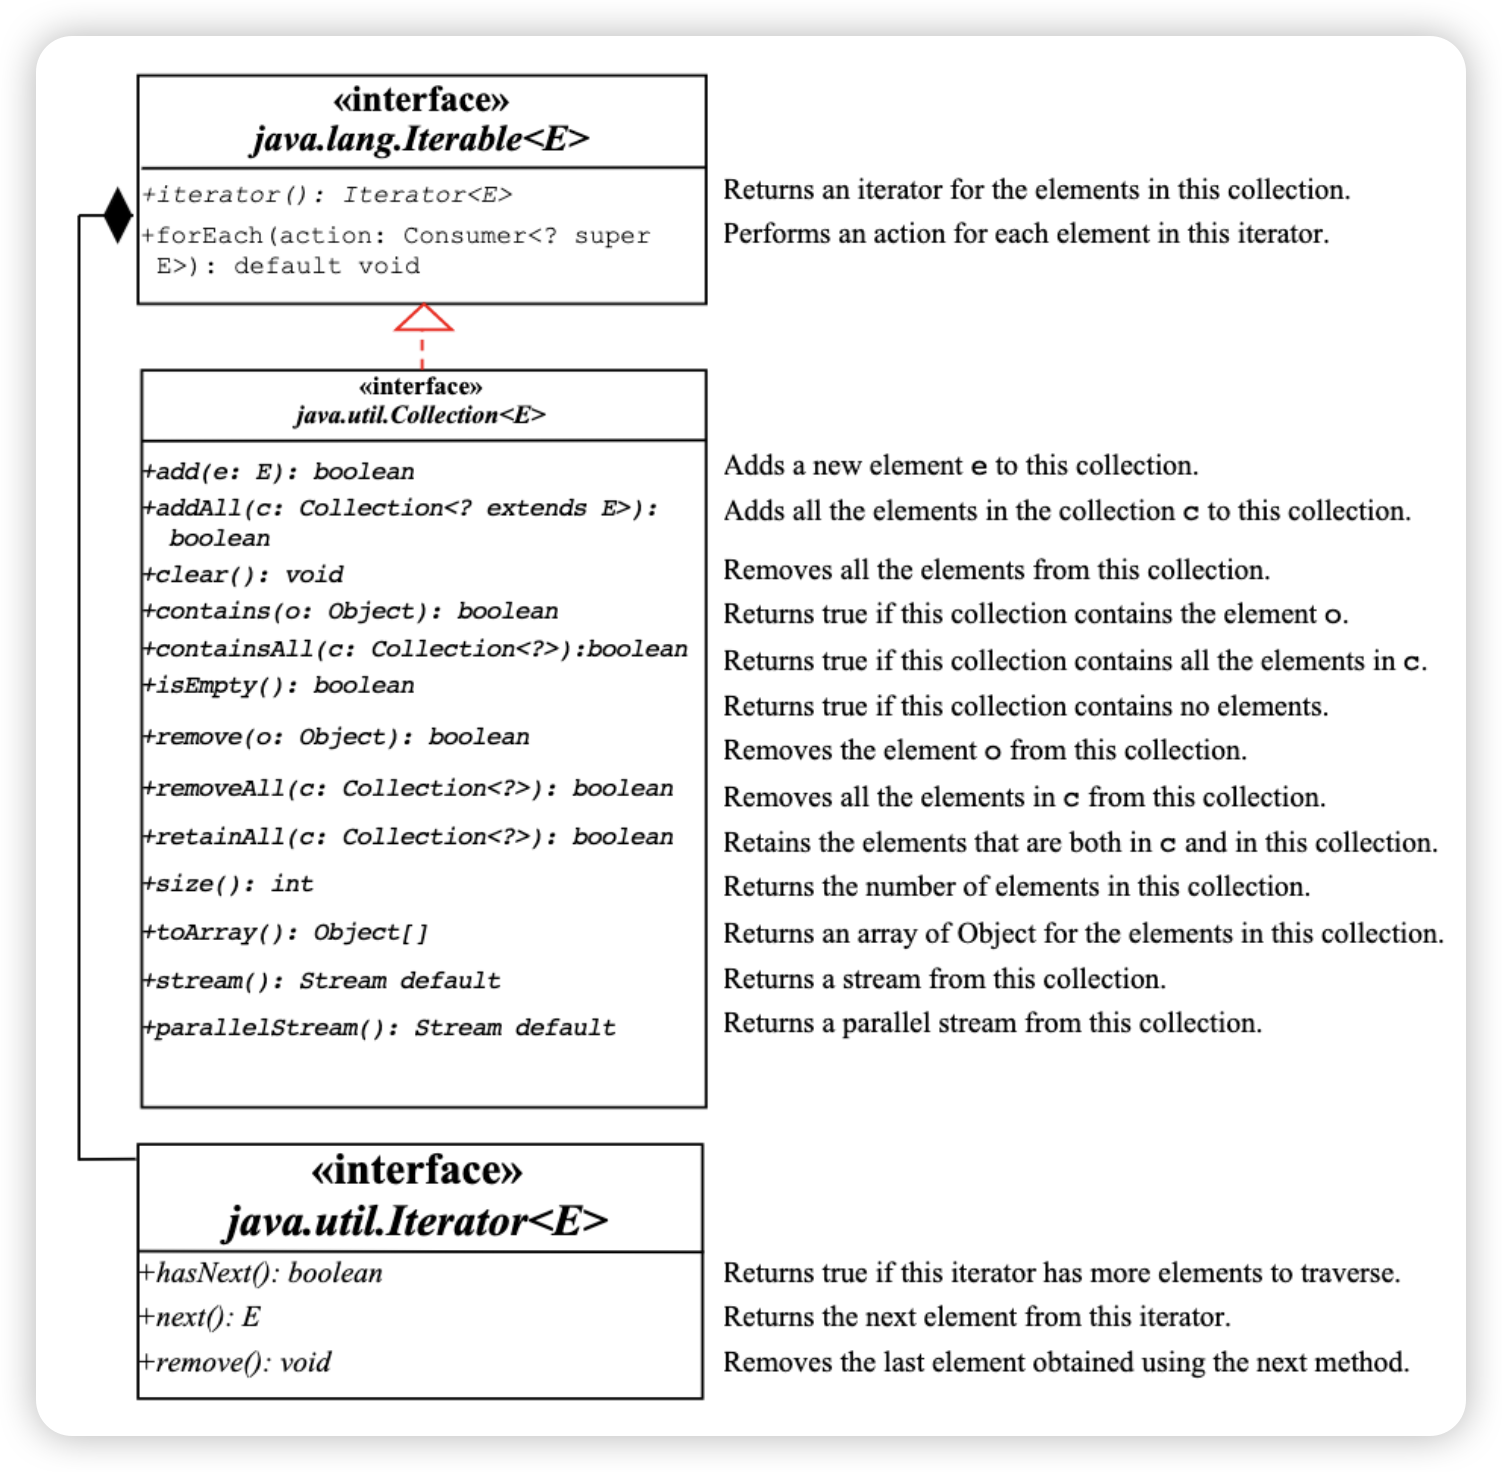 «interface»
java.lang.Iterable<E>
+iterator(): Iterator<E>
Returns an iterator for the elements in this collection.
+forEach(action: Consumer<? super
E>): default void
Performs an action for each element in this iterator.
«interface»
java.util.Collection<E>
+add(e: E): boolean
Adds a new element e to this collection.
+addAll(c: Collection<? extends E>):
boolean
Adds all the elements in the collection c to this collection.
+clear(): void
Removes all the elements from this collection.
+contains(o: Object): boolean
Returns true if this collection contains the element o.
+containsAll(c: Collection<?>):boolean
Returns true if this collection contains all the elements in c.
+isEmpty(): boolean
Returns true if this collection contains no elements.
+remove(o: Object): boolean
Removes the element o from this collection.
+removeAll(c: Collection<?>): boolean
Removes all the elements in c from this collection.
+retainAll(c: Collection<?>): boolean
Retains the elements that are both in c and in this collection.
+size(): int
Returns the number of elements in this collection.
+toArray(): Object[]
Returns an array of Object for the elements in this collection.
+stream(): Stream default
Returns a stream from this collection.
+parallelStream(): Stream default
Returns a parallel stream from this collection.
«interface»
java.util.Iterator<E>
+hasNext(): boolean
Returns true if this iterator has more elements to traverse.
+next(): E
Returns the next element from this iterator.
+remove(): void
Removes the last element obtained using the next method.